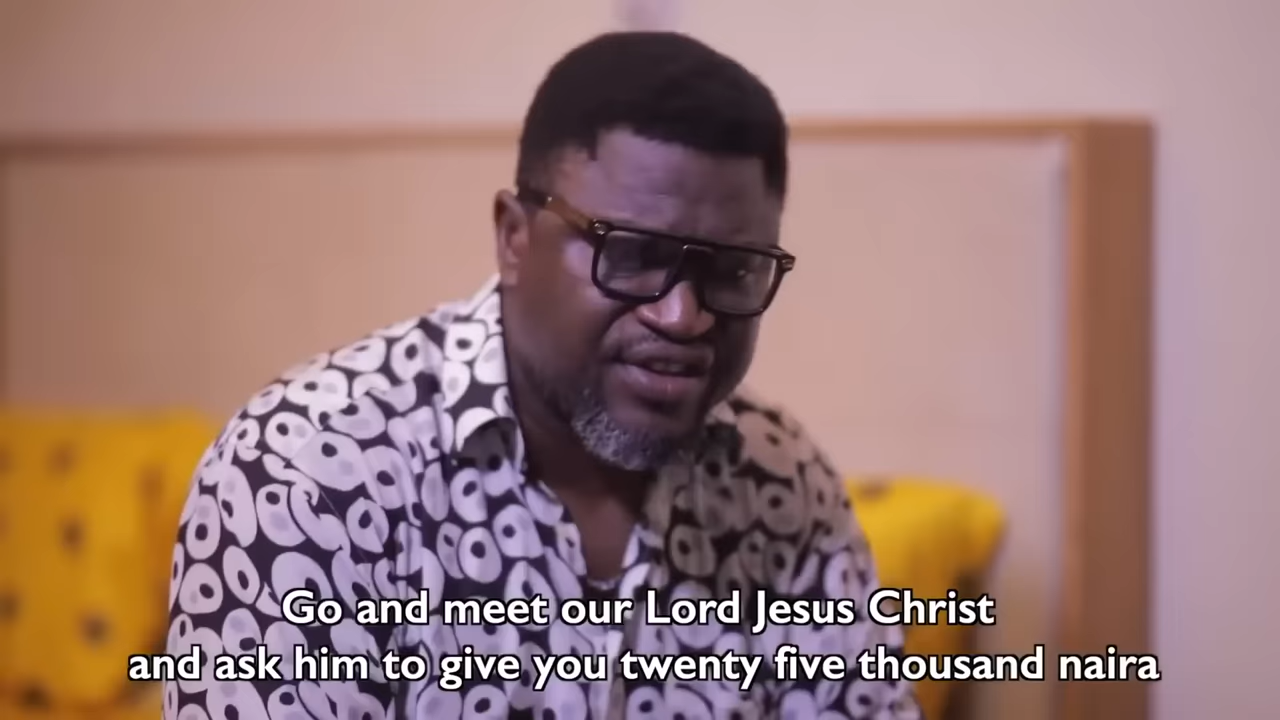 Go and meet our Lord Jesus Christ
and ask him to give you twenty five thousand naira